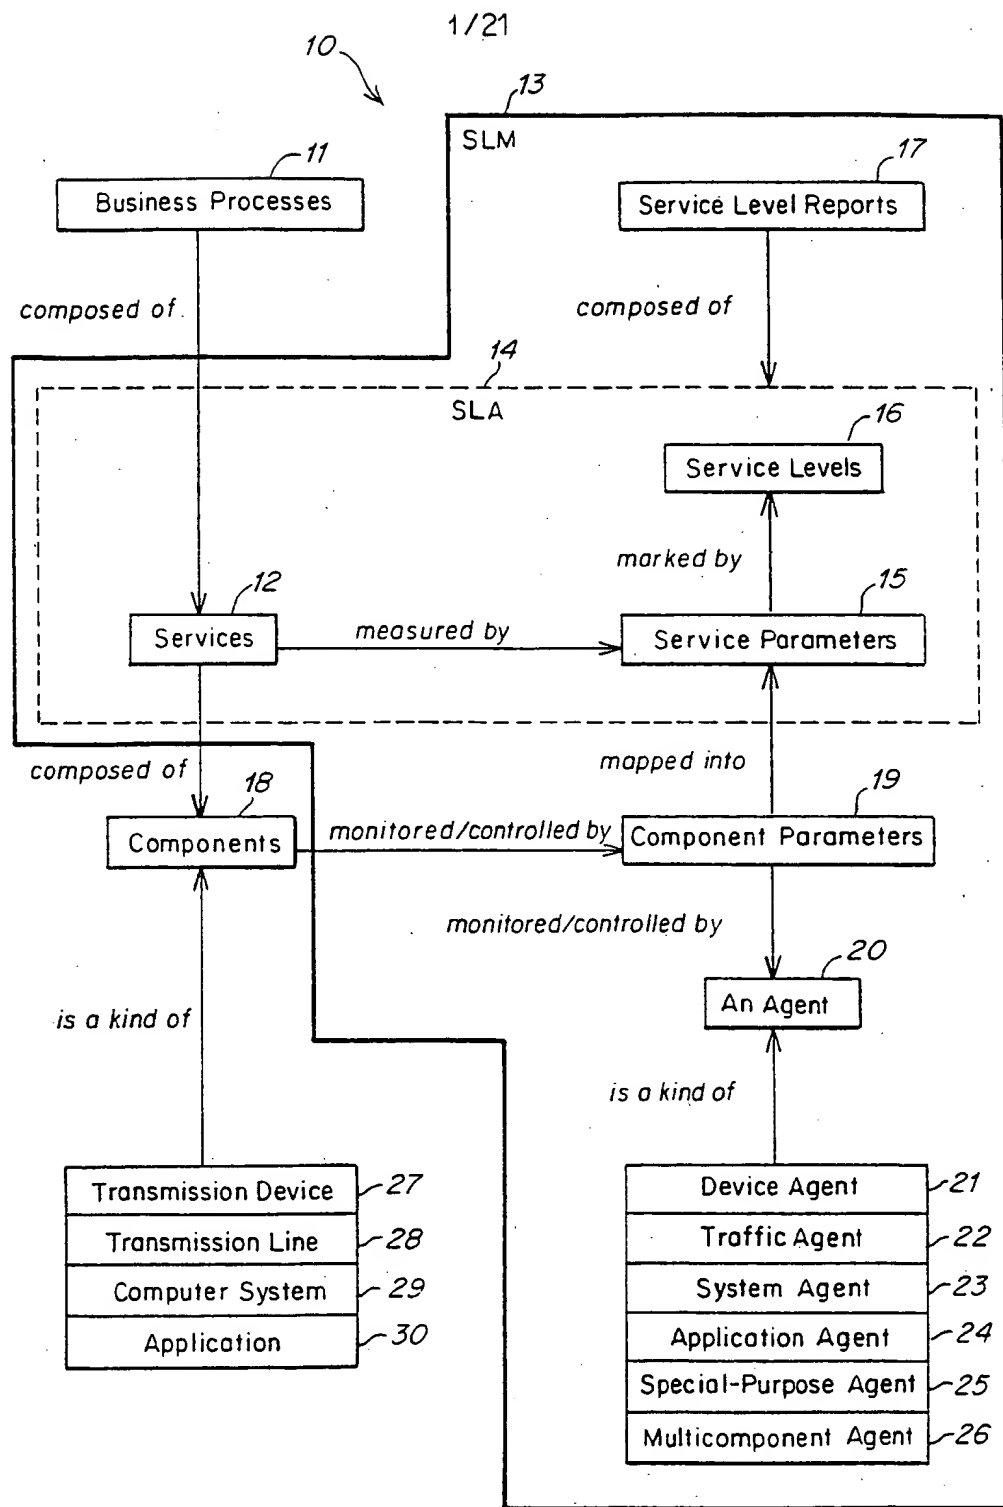 1/21
10
13
SLM
11
Business Processes
17
Service Level Reports
composed of
composed of
14
SLA
16
Service Levels
marked by
12
Services
measured by
15
Service Parameters
composed of
mapped into
18
Components
monitored/controlled by
19
Component Parameters
monitored/controlled by
20
An Agent
is a kind of
is a kind of
Transmission Device 27
Transmission Line 28
Computer System 29
Application 30
Device Agent 21
Traffic Agent 22
System Agent 23
Application Agent 24
Special-Purpose Agent 25
Multicomponent Agent 26